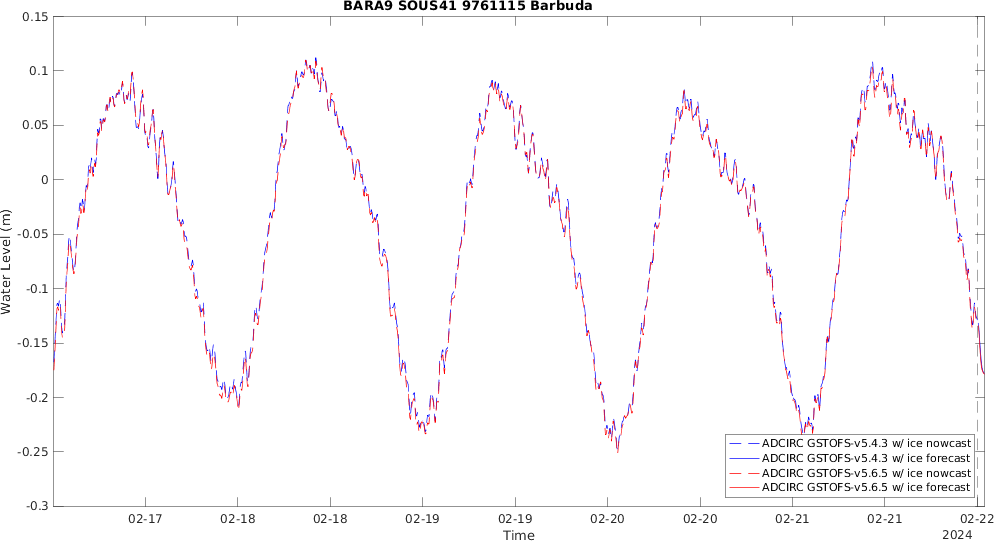 BARA9 SOUS41 9761115 Barbuda
0.15
0.1
0.05
0
-0.05
-0.1
-0.15
-0.2
-0.25
-0.3
Water Level (m)
ADCIRC GSTOFS-v5.4.3 w/ ice nowcast
ADCIRC GSTOFS-v5.4.3 w/ ice forecast
ADCIRC GSTOFS-v5.6.5 w/ ice nowcast
ADCIRC GSTOFS-v5.6.5 w/ ice forecast
02-17 02-18 02-18 02-19 02-19 02-20 02-20 02-21 02-21 02-22
Time
2024